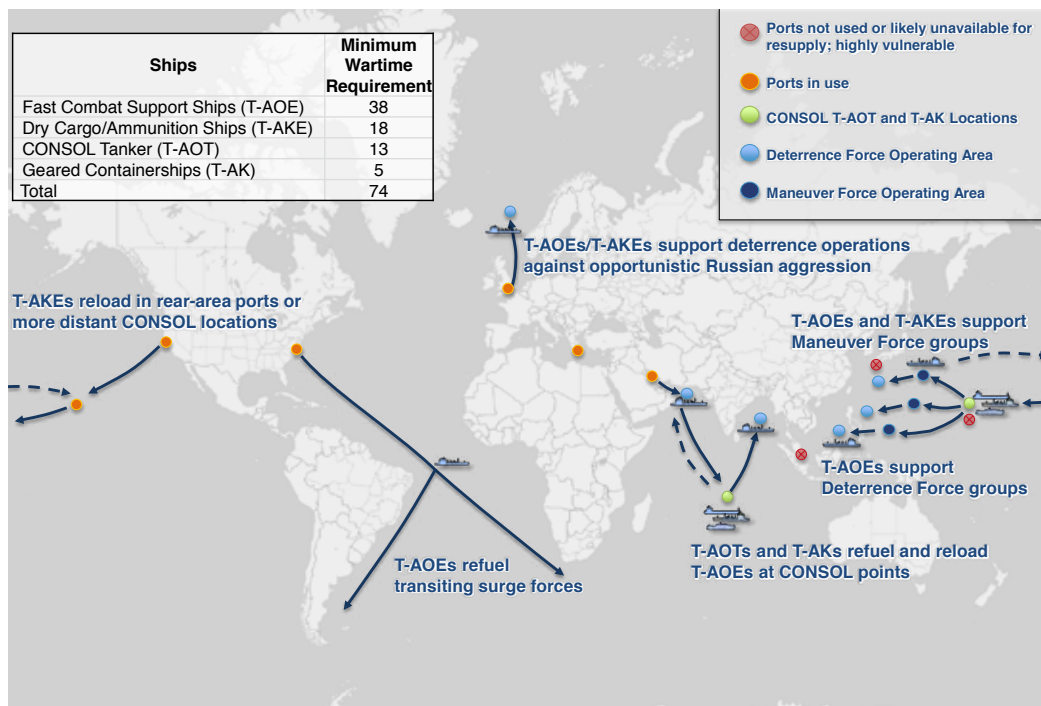 Ships Minimum Wartime Requirement
Fast Combat Support Ships (T-AOE) 38
Dry Cargo/Ammunition Ships (T-AKE) 18
CONSOL Tanker (T-AOT) 13
Geared Containerships (T-AK) 5
Total 74
Ports not used or likely unavailable for
resupply; highly vulnerable
Ports in use
CONSOL T-AOT and T-AK Locations
Deterrence Force Operating Area
Maneuver Force Operating Area
T-AOEs/T-AKEs support deterrence operations
against opportunistic Russian aggression
T-AKEs reload in rear-area ports or
more distant CONSOL locations
T-AOEs and T-AKEs support
Maneuver Force groups
T-AOEs support
Deterrence Force groups
T-AOTs and T-AKs refuel and reload
T-AOEs at CONSOL points
T-AOEs refuel
transiting surge forces